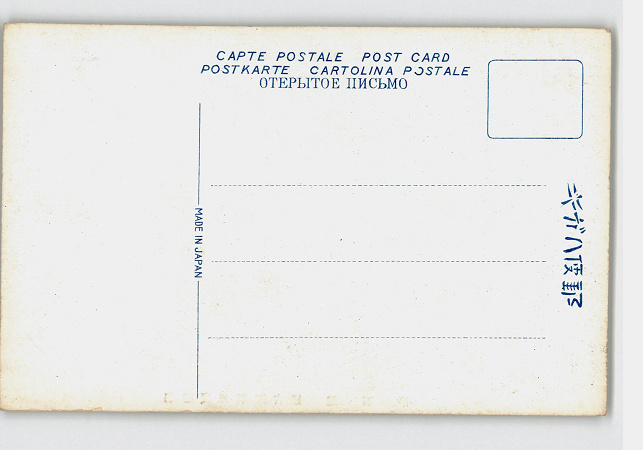 CAPTE POSTALE POST CARD
POSTKARTE CARTOLINA POSTALE
ОТЕРЫТОЕ ПИСЬМО
MADE IN JAPAN
郵便ハガキ